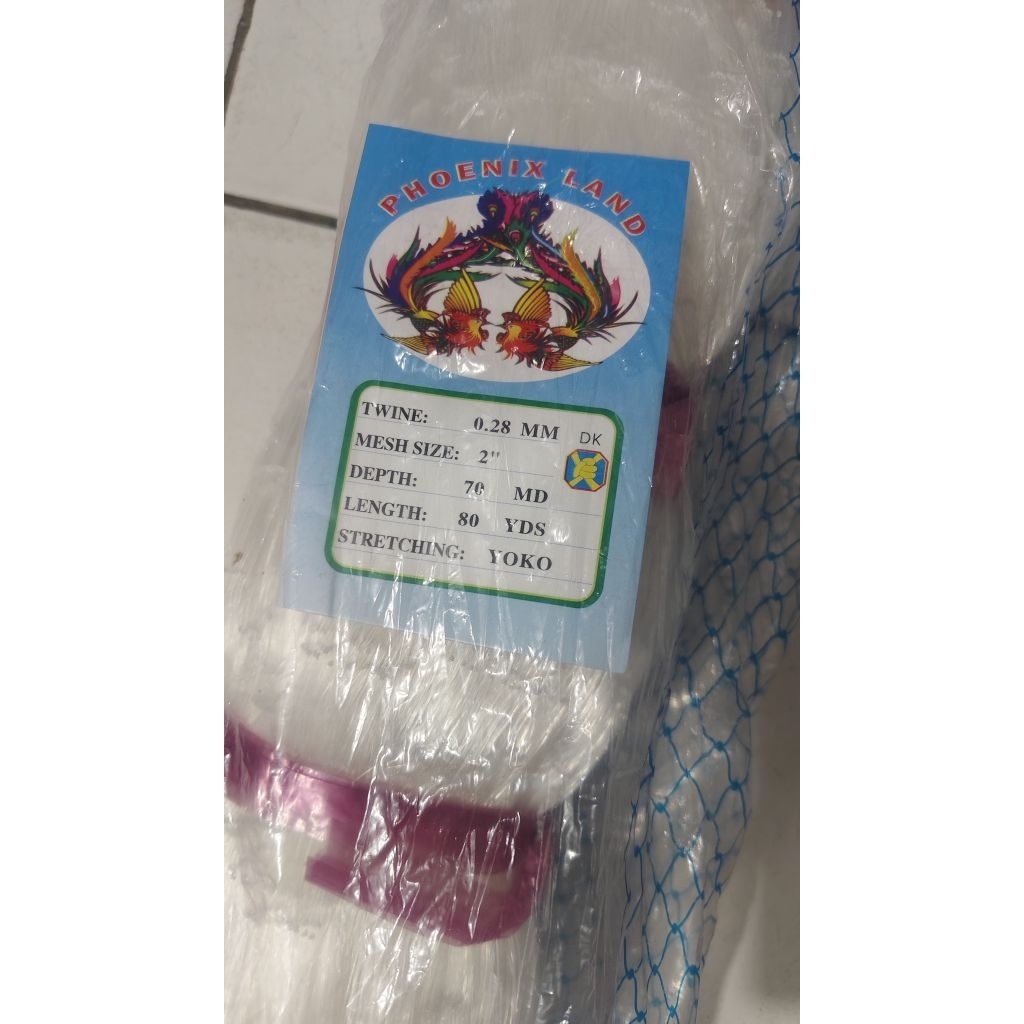 PHOENIX LAND
TWINE: 0.28 MM DK
MESH SIZE: 2"
DEPTH: 70 MD
LENGTH: 80 YDS
STRETCHING: YOKO